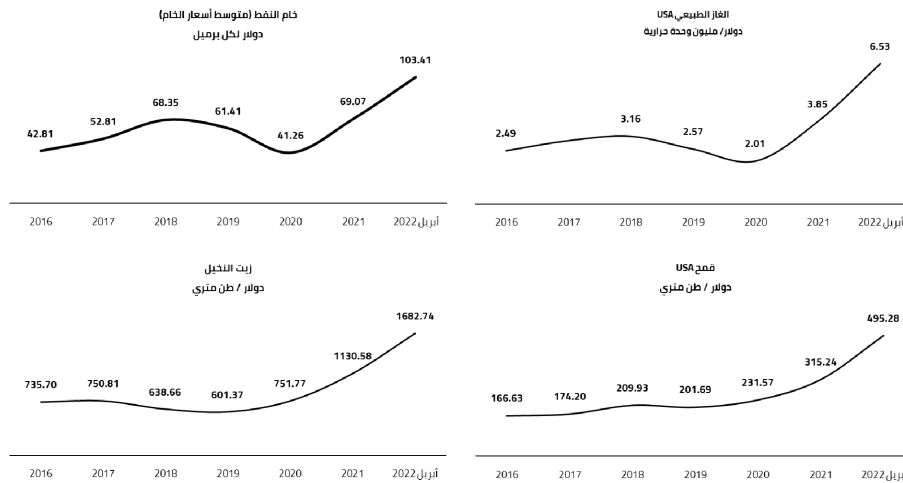 خام النفط (متوسط أسعار الخام)
دولار لكل برميل
103.41
68.35
69.07
61.41
52.81
42.81
41.26
2016 2017 2018 2019 2020 2021 أبريل 2022
الغاز الطبيعي USA
دولار/ مليون وحدة حرارية
6.53
3.85
3.16
2.49
2.57
2.01
2016 2017 2018 2019 2020 2021 أبريل 2022
زيت النخيل
دولار / طن متري
1682.74
1130.58
735.70 750.81 638.66 601.37 751.77
2016 2017 2018 2019 2020 2021 أبريل 2022
قمح USA
دولار / طن متري
495.28
315.24
166.63 174.20 209.93 201.69 231.57
2016 2017 2018 2019 2020 2021 أبريل 2022